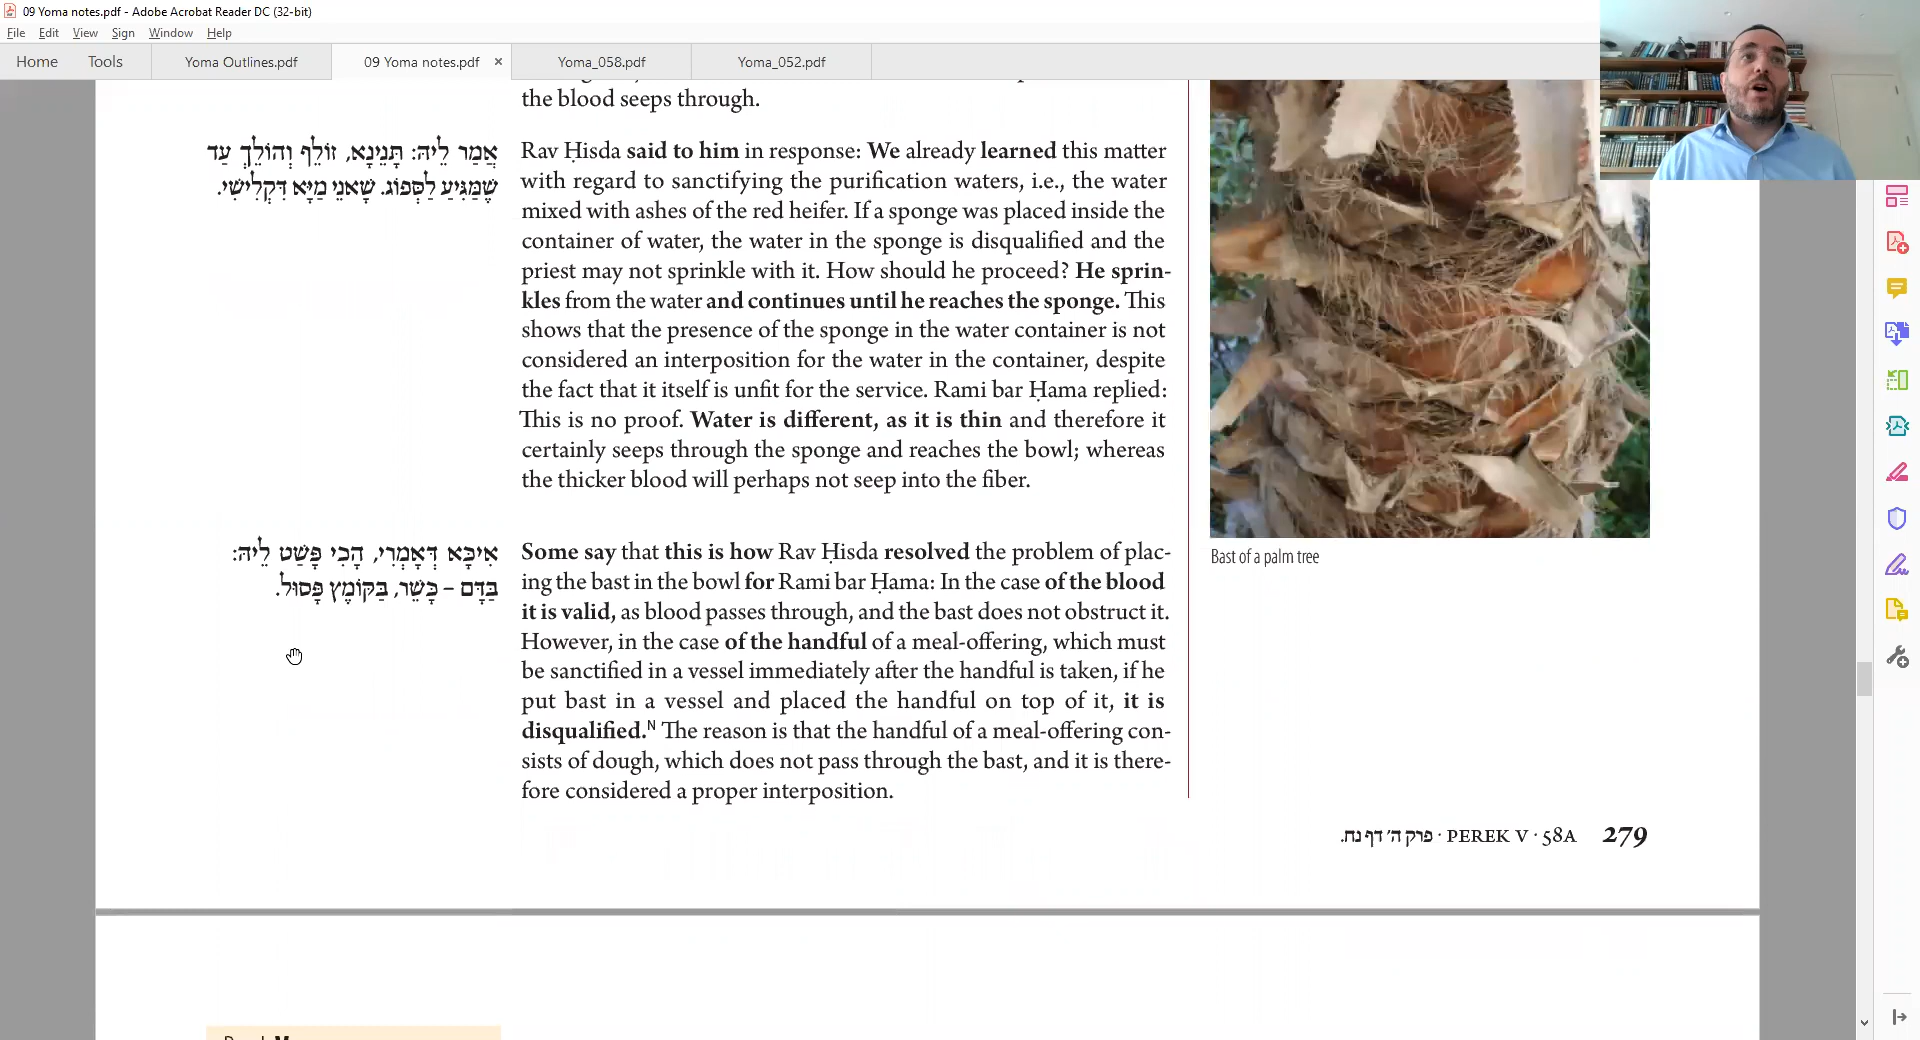 09 Yoma notes.pdf - Adobe Acrobat Reader DC (32-bit)
File Edit View Sign Window Help
Home Tools Yoma Outlines.pdf 09 Yoma notes.pdf × Yoma_058.pdf Yoma_052.pdf
the blood seeps through.
אֲמַר לֵיהּ: תָּנֵינָא, זוֹלֵף וְהוֹלֵךְ עַד
שֶׁמַּגִּיעַ לַסְּפוֹג. שָׁאנֵי מַיָּא דִּקְלִישִׁי.
Rav Ḥisda said to him in response: We already learned this matter
with regard to sanctifying the purification waters, i.e., the water
mixed with ashes of the red heifer. If a sponge was placed inside the
container of water, the water in the sponge is disqualified and the
priest may not sprinkle with it. How should he proceed? He sprin-
kles from the water and continues until he reaches the sponge. This
shows that the presence of the sponge in the water container is not
considered an interposition for the water in the container, despite
the fact that it itself is unfit for the service. Rami bar Ḥama replied:
This is no proof. Water is different, as it is thin and therefore it
certainly seeps through the sponge and reaches the bowl; whereas
the thicker blood will perhaps not seep into the fiber.
אִיכָּא דְּאָמְרִי, הָכִי פָּשַׁט לֵיהּ:
בַּדָּם – כָּשֵׁר, בַּקּוֹמֶץ פָּסוּל.
Some say that this is how Rav Ḥisda resolved the problem of plac-
ing the bast in the bowl for Rami bar Ḥama: In the case of the blood
it is valid, as blood passes through, and the bast does not obstruct it.
However, in the case of the handful of a meal-offering, which must
be sanctified in a vessel immediately after the handful is taken, if he
put bast in a vessel and placed the handful on top of it, it is
disqualified.N The reason is that the handful of a meal-offering con-
sists of dough, which does not pass through the bast, and it is there-
fore considered a proper interposition.
Bast of a palm tree
פרק ה׳ דף נח. · PEREK V · 58A 279